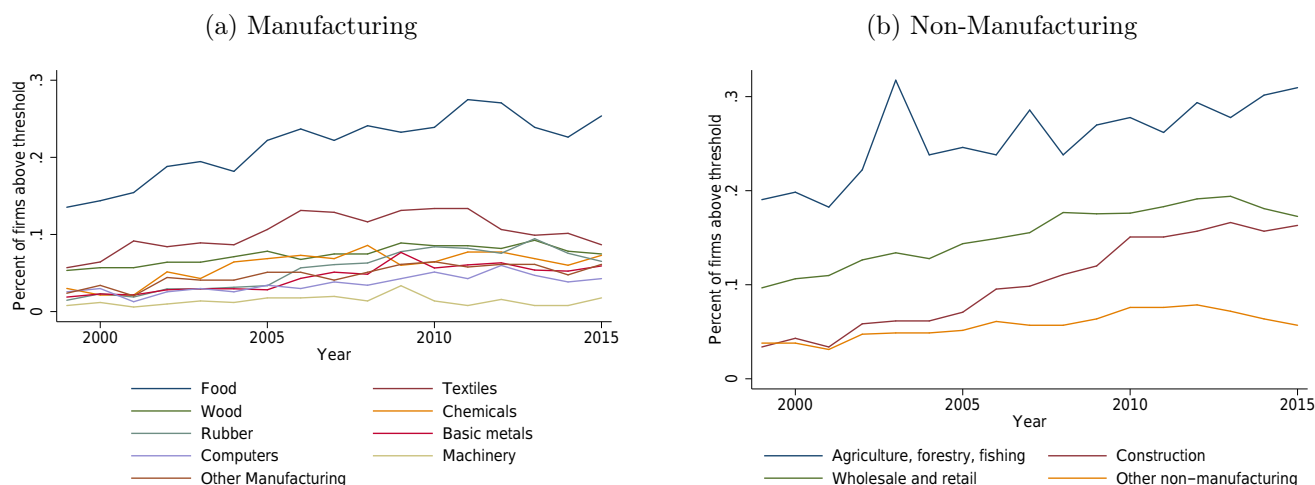 (a) Manufacturing
Percent of firms above threshold
.3
.2
.1
0
2000 2005 2010 2015
Year
Food Textiles
Wood Chemicals
Rubber Basic metals
Computers Machinery
Other Manufacturing
(b) Non-Manufacturing
Percent of firms above threshold
.3
.2
.1
0
2000 2005 2010 2015
Year
Agriculture, forestry, fishing Construction
Wholesale and retail Other non−manufacturing